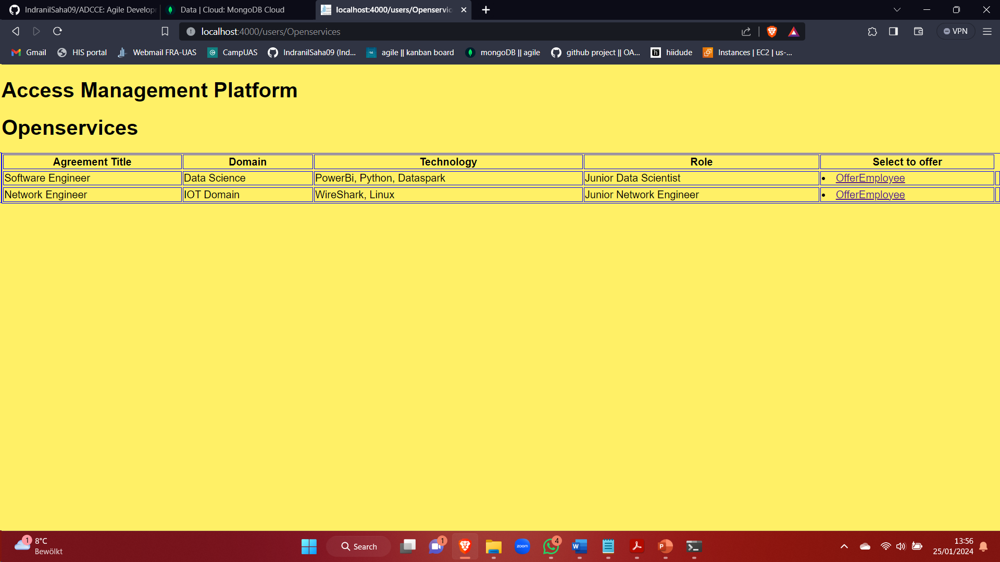 IndranilSaha09/ADCCE: Agile Develop
Data | Cloud: MongoDB Cloud
localhost:4000/users/Openservic
localhost:4000/users/Openservices
VPN
Gmail
HIS portal
Webmail FRA-UAS
CampUAS
IndranilSaha09 (Ind...
agile || kanban board
mongoDB || agile
github project || OA...
hiidude
Instances | EC2 | us-...
Access Management Platform
Openservices
Agreement Title Domain Technology Role Select to offer
Software Engineer Data Science PowerBi, Python, Dataspark Junior Data Scientist • OfferEmployee
Network Engineer IOT Domain WireShark, Linux Junior Network Engineer • OfferEmployee
1
8°C
Bewölkt
Search
1
zoom
4
W
P
13:56
25/01/2024